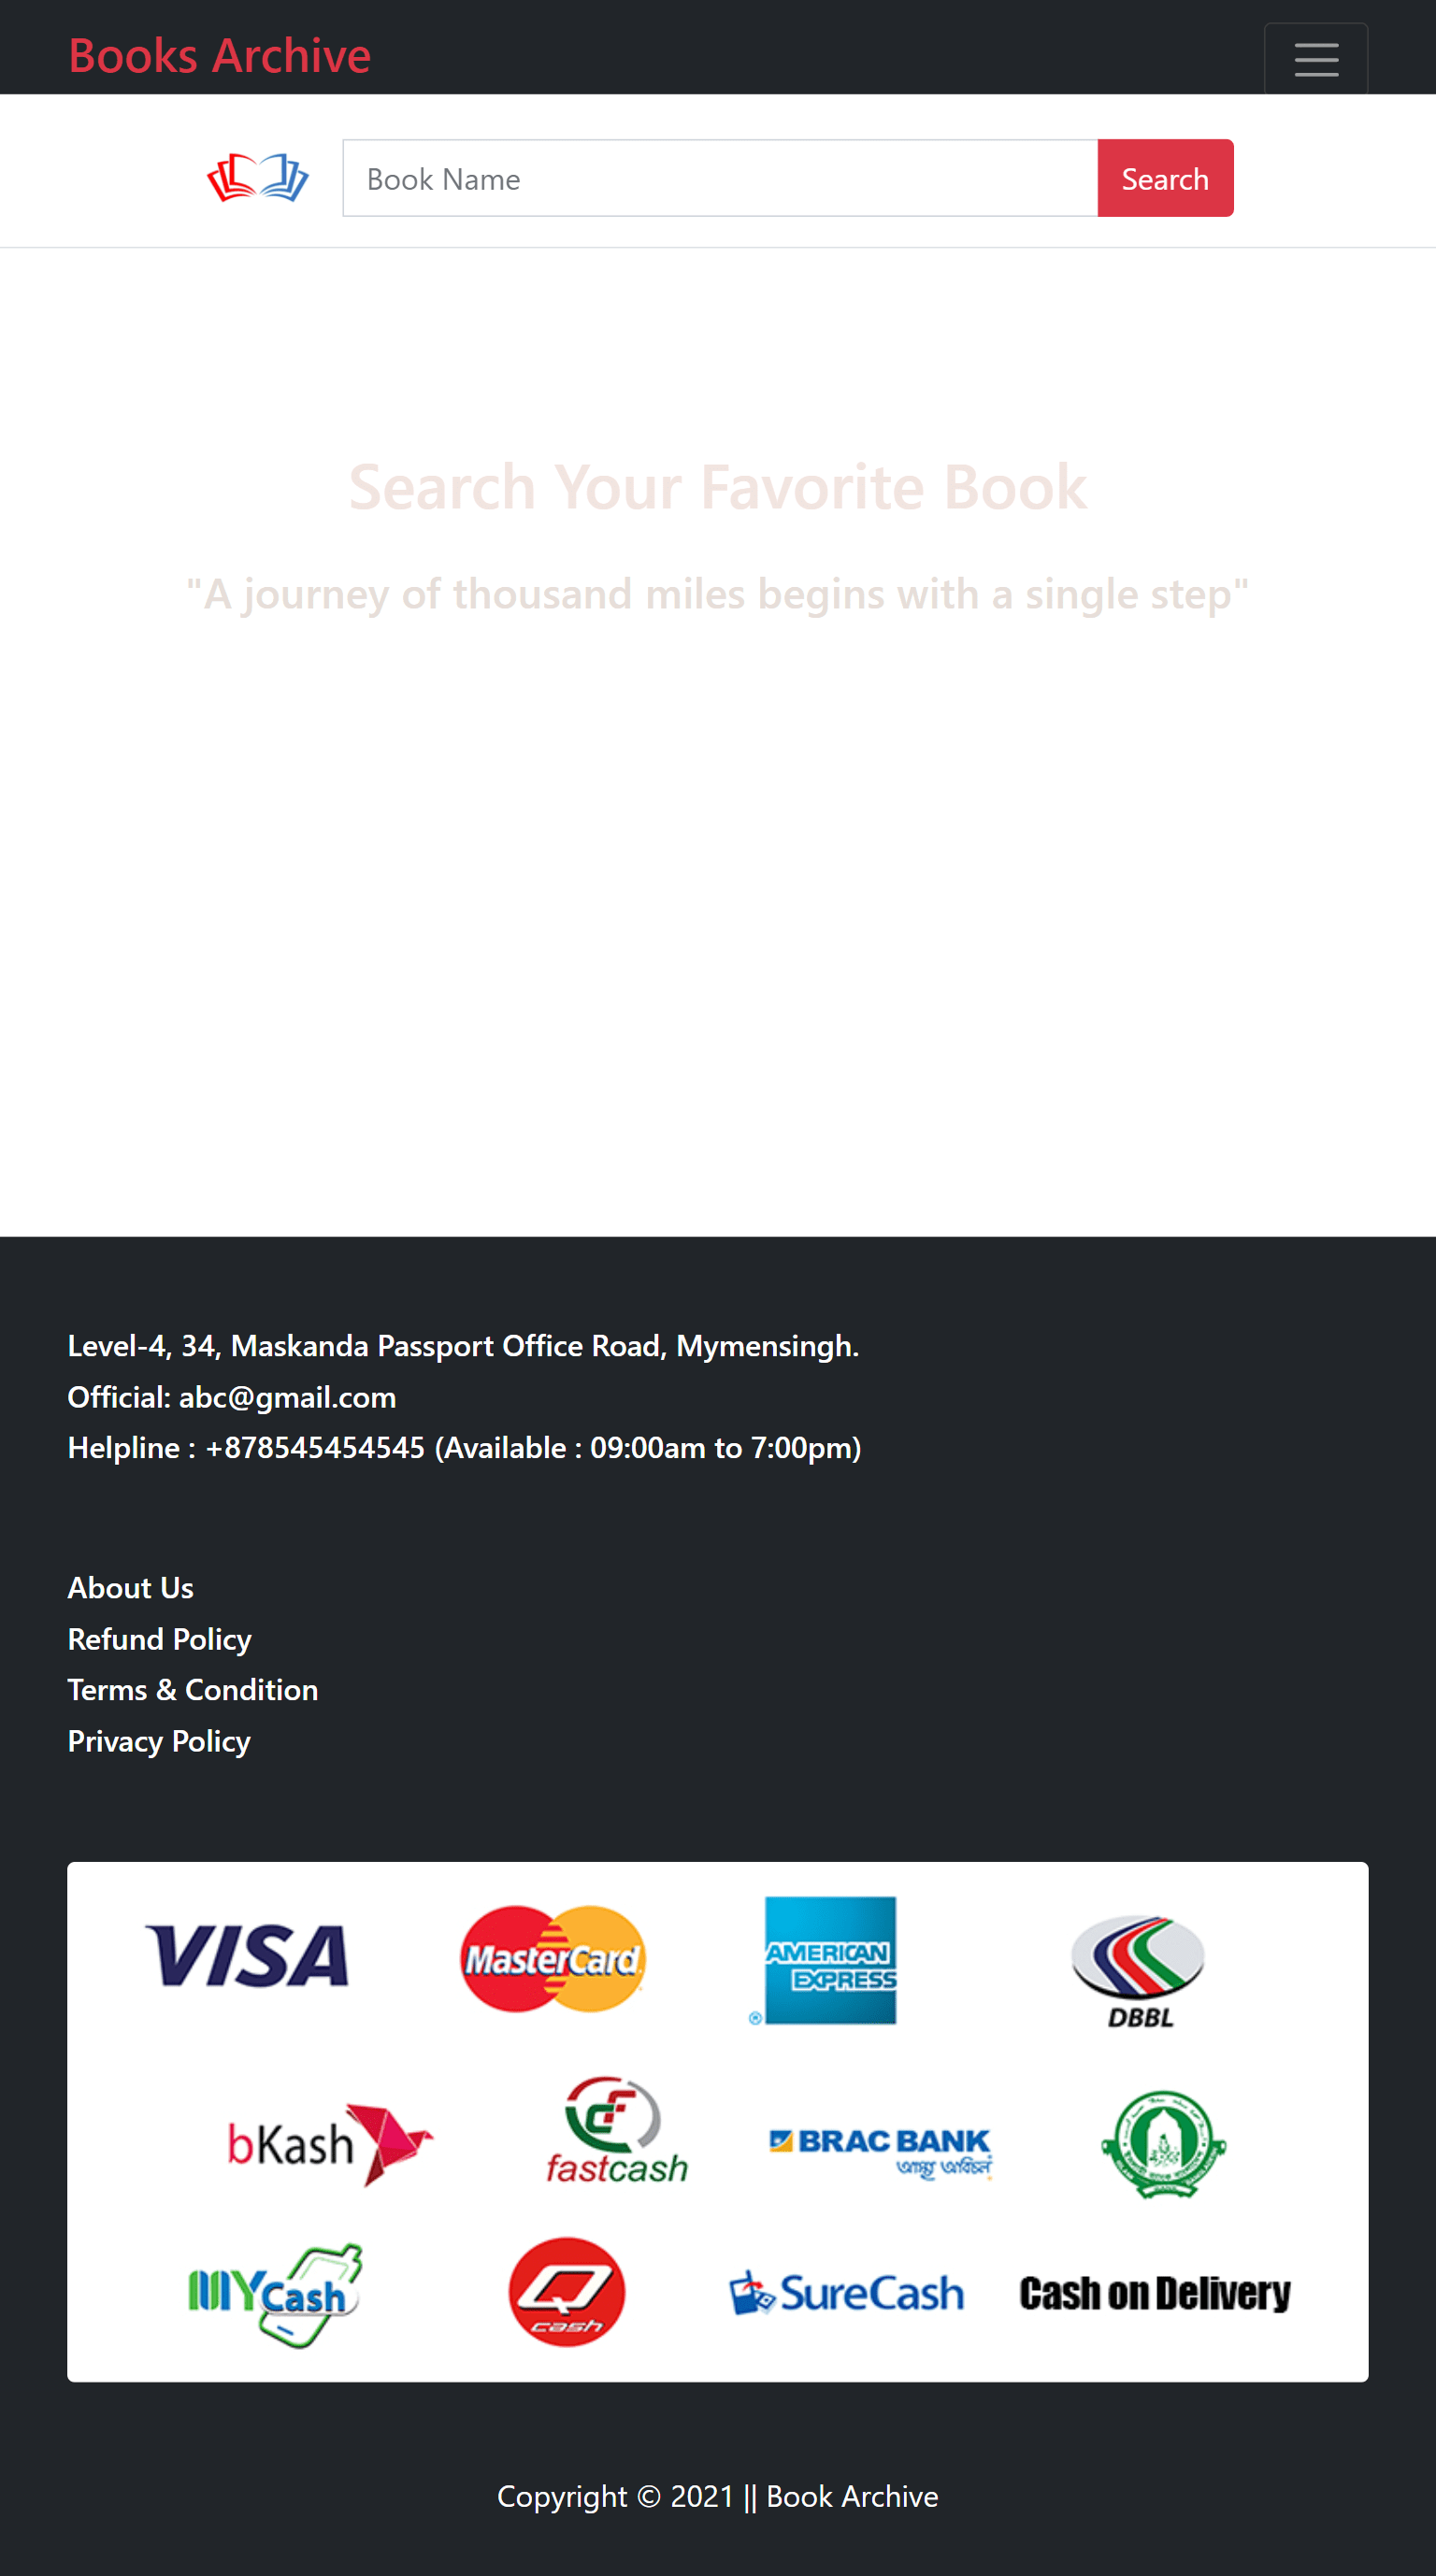 Books Archive
Book Name
Search
Search Your Favorite Book
"A journey of thousand miles begins with a single step"
Level-4, 34, Maskanda Passport Office Road, Mymensingh.
Official: abc@gmail.com
Helpline : +878545454545 (Available : 09:00am to 7:00pm)
About Us
Refund Policy
Terms & Condition
Privacy Policy
VISA
MasterCard
AMERICAN
EXPRESS
DBBL
bKash
fastcash
BRAC BANK
আস্থা অবিচল
MYCash
Q
cash
SureCash
Cash on Delivery
Copyright © 2021 || Book Archive